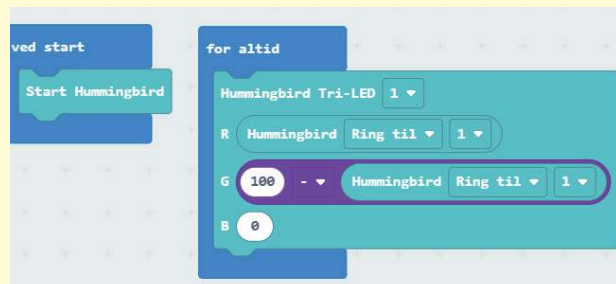 ved start
Start Hummingbird
for altid
Hummingbird Tri-LED 1
R Hummingbird Ring til 1
G 100 - Hummingbird Ring til 1
B 0